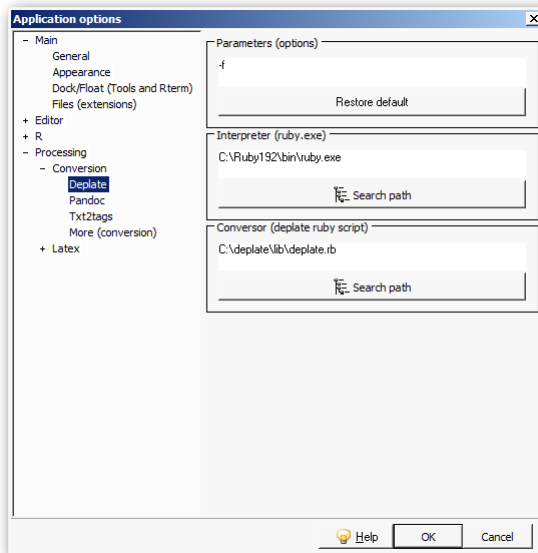 Application options
Main
General
Appearance
Dock/Float (Tools and Rterm)
Files (extensions)
Editor
R
Processing
Conversion
Deplate
Pandoc
Txt2tags
More (conversion)
Latex
Parameters (options)
-f
Restore default
Interpreter (ruby.exe)
C:\Ruby192\bin\ruby.exe
Search path
Conversor (deplate ruby script)
C:\deplate\lib\deplate.rb
Search path
Help
OK
Cancel